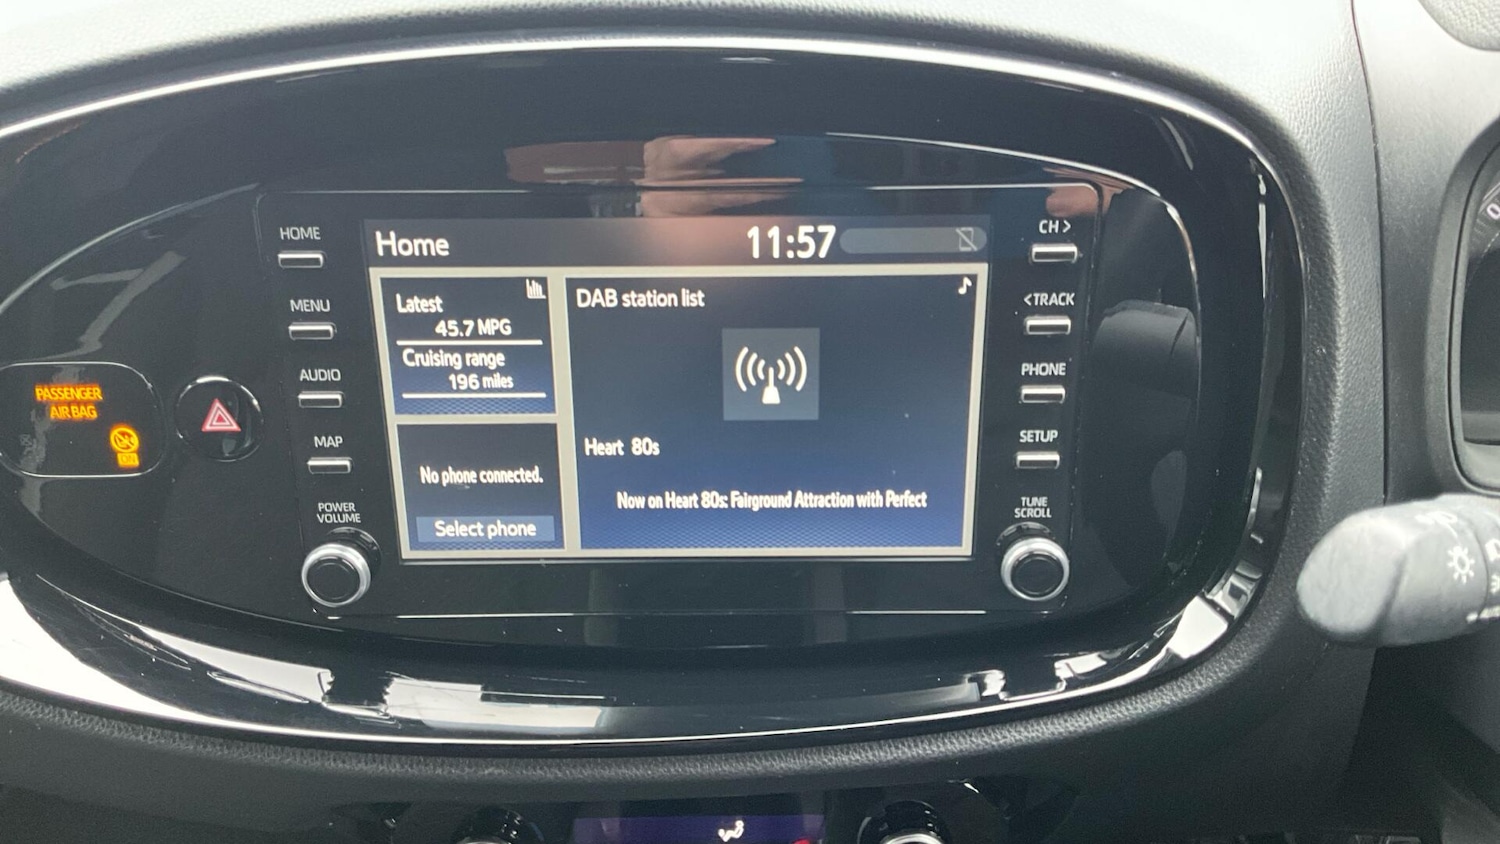 HOME
MENU
AUDIO
MAP
POWER
VOLUME
PASSENGER
AIR BAG
ON
Home
11:57
Latest
45.7 MPG
Cruising range
196 miles
No phone connected.
Select phone
DAB station list
Heart 80s
Now on Heart 80s: Fairground Attraction with Perfect
CH >
< TRACK
PHONE
SETUP
TUNE
SCROLL
0